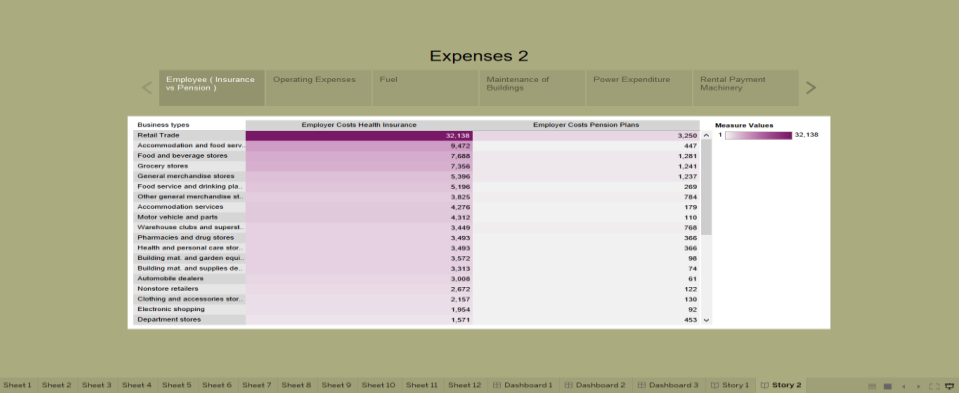 Expenses 2
Employee ( Insurance vs Pension )
Operating Expenses
Fuel
Maintenance of Buildings
Power Expenditure
Rental Payment Machinery
Business types Employer Costs Health Insurance Employer Costs Pension Plans
Retail Trade 32,138 3,250
Accommodation and food serv.. 9,472 447
Food and beverage stores 7,688 1,281
Grocery stores 7,356 1,241
General merchandise stores 5,396 1,237
Food service and drinking pla.. 5,196 269
Other general merchandise st.. 3,825 784
Accommodation services 4,276 179
Motor vehicle and parts 4,312 110
Warehouse clubs and superst.. 3,449 768
Pharmacies and drug stores 3,493 366
Health and personal care stor.. 3,493 366
Building mat. and garden equi.. 3,572 98
Building mat. and supplies de.. 3,313 74
Automobile dealers 3,008 61
Nonstore retailers 2,672 122
Clothing and accessories stor.. 2,157 130
Electronic shopping 1,954 92
Department stores 1,571 453
Measure Values
1 32,138
Sheet 1 Sheet 2 Sheet 3 Sheet 4 Sheet 5 Sheet 6 Sheet 7 Sheet 8 Sheet 9 Sheet 10 Sheet 11 Sheet 12 Dashboard 1 Dashboard 2 Dashboard 3 Story 1 Story 2